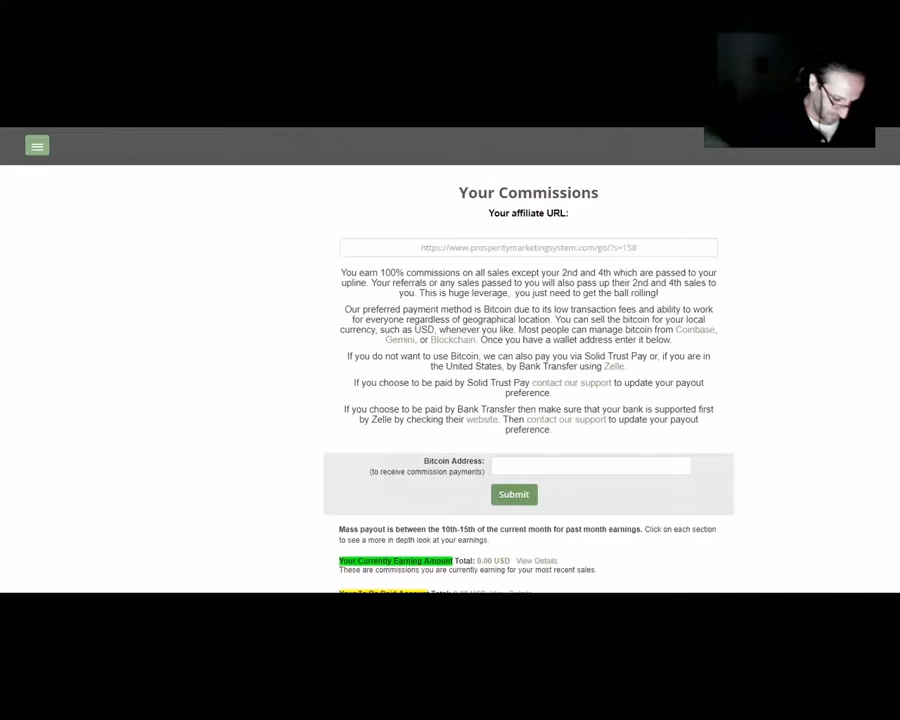 Your Commissions
Your affiliate URL:
https://www.prosperitymarketingsystem.com/go/?s=158
You earn 100% commissions on all sales except your 2nd and 4th which are passed to your
upline. Your referrals or any sales passed to you will also pass up their 2nd and 4th sales to
you. This is huge leverage, you just need to get the ball rolling!
Our preferred payment method is Bitcoin due to its low transaction fees and ability to work
for everyone regardless of geographical location. You can sell the bitcoin for your local
currency, such as USD, whenever you like. Most people can manage bitcoin from Coinbase,
Gemini, or Blockchain. Once you have a wallet address enter it below.
If you do not want to use Bitcoin, we can also pay you via Solid Trust Pay or, if you are in
the United States, by Bank Transfer using Zelle.
If you choose to be paid by Solid Trust Pay contact our support to update your payout
preference.
If you choose to be paid by Bank Transfer then make sure that your bank is supported first
by Zelle by checking their website. Then contact our support to update your payout
preference.
Bitcoin Address:
(to receive commission payments)
Submit
Mass payout is between the 10th-15th of the current month for past month earnings. Click on each section
to see a more in depth look at your earnings.
Your Currently Earning Amount Total: 0.00 USD View Details
These are commissions you are currently earning for your most recent sales.